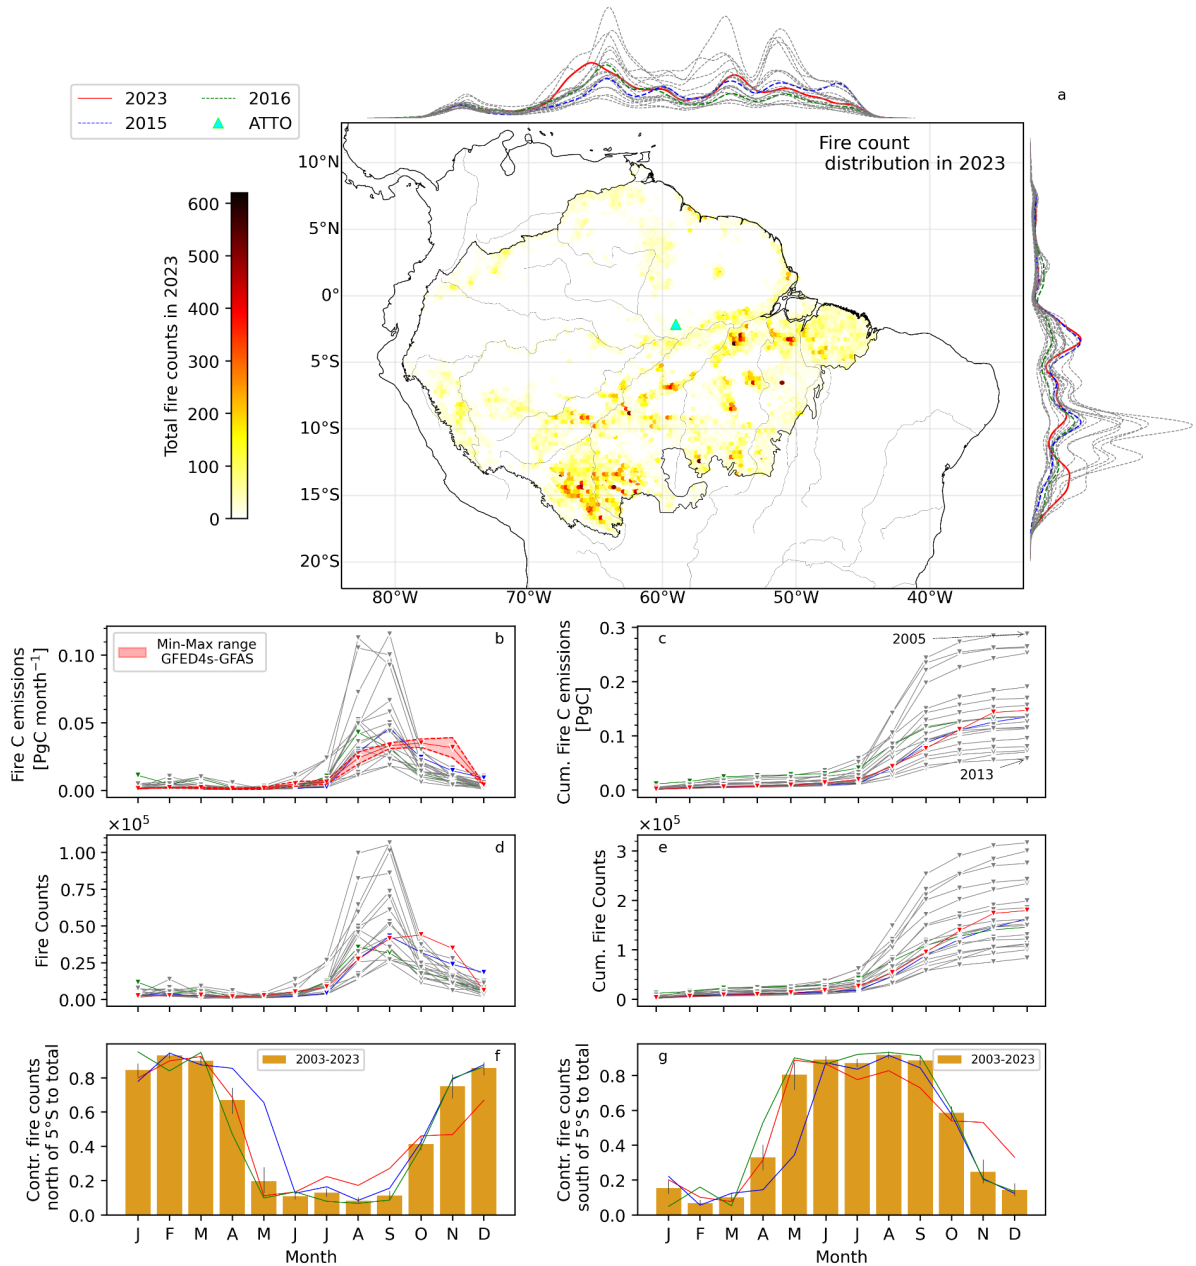 a
2023
2015
2016
ATTO
Fire count
distribution in 2023
Total fire counts in 2023
600
500
400
300
200
100
0
10°N
5°N
0°
5°S
10°S
15°S
20°S
80°W
70°W
60°W
50°W
40°W
b
Min-Max range
GFED4s-GFAS
Fire C emissions
[PgC month⁻¹]
0.10
0.05
0.00
c
2005
2013
Cum. Fire C emissions
[PgC]
0.3
0.2
0.1
0.0
d
×10⁵
Fire Counts
1.00
0.75
0.50
0.25
0.00
e
×10⁵
Cum. Fire Counts
3
2
1
0
f
2003-2023
Contr. fire counts
north of 5°S to total
0.8
0.6
0.4
0.2
0.0
J F M A M J J A S O N D
Month
g
2003-2023
Contr. fire counts
south of 5°S to total
0.8
0.6
0.4
0.2
0.0
J F M A M J J A S O N D
Month